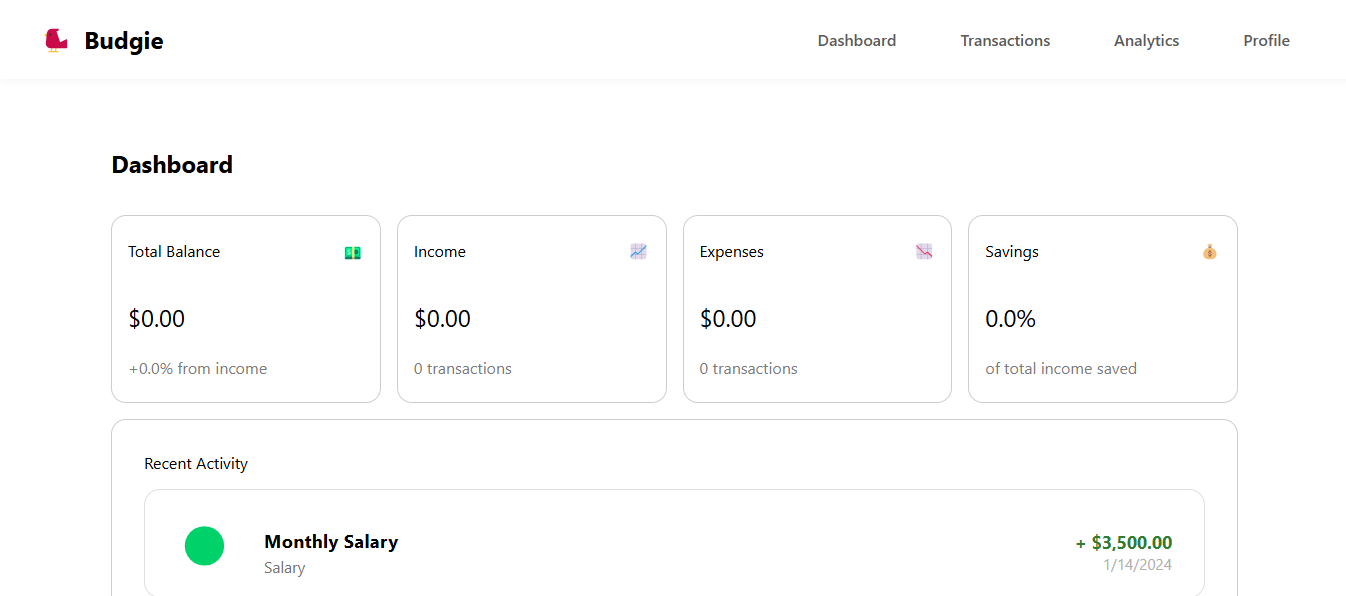 Budgie
Dashboard Transactions Analytics Profile
Dashboard
Total Balance
$0.00
+0.0% from income
Income
$0.00
0 transactions
Expenses
$0.00
0 transactions
Savings
0.0%
of total income saved
Recent Activity
Monthly Salary
Salary
+ $3,500.00
1/14/2024